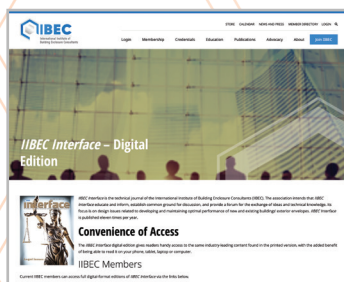 STORE CALENDAR NEWS AND PRESS MEMBER DIRECTORY LOGIN
IIBEC
International Institute of
Building Enclosure Consultants
Login Membership Credentials Education Publications Advocacy About Join IIBEC
IIBEC Interface – Digital
Edition
interface
IIBEC Interface is the technical journal of the International Institute of Building Enclosure Consultants (IIBEC). The association intends that IIBEC
Interface educate and inform, establish common ground for discussion, and provide a forum for the exchange of ideas and technical knowledge. Its
focus is on design issues related to developing and maintaining optimal performance of new and existing buildings' exterior envelopes. IIBEC Interface
is published eleven times per year.
Convenience of Access
The IIBEC Interface digital edition gives readers handy access to the same industry-leading content found in the printed version, with the added benefit
of being able to read it on your phone, tablet, laptop or computer.
IIBEC Members
Current IIBEC members can access full digital-format editions of IIBEC Interface via the links below.